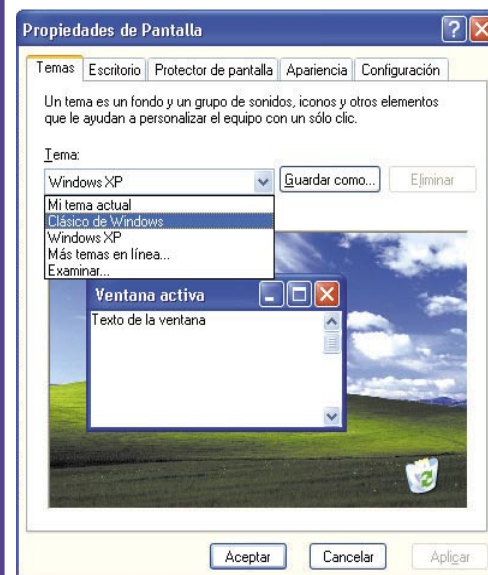 Propiedades de Pantalla
Temas Escritorio Protector de pantalla Apariencia Configuración
Un tema es un fondo y un grupo de sonidos, iconos y otros elementos
que le ayudan a personalizar el equipo con un sólo clic.
Tema:
Windows XP Guardar como... Eliminar
Mi tema actual
Clásico de Windows
Windows XP
Más temas en línea...
Examinar...
Ventana activa
Texto de la ventana
Aceptar Cancelar Aplicar